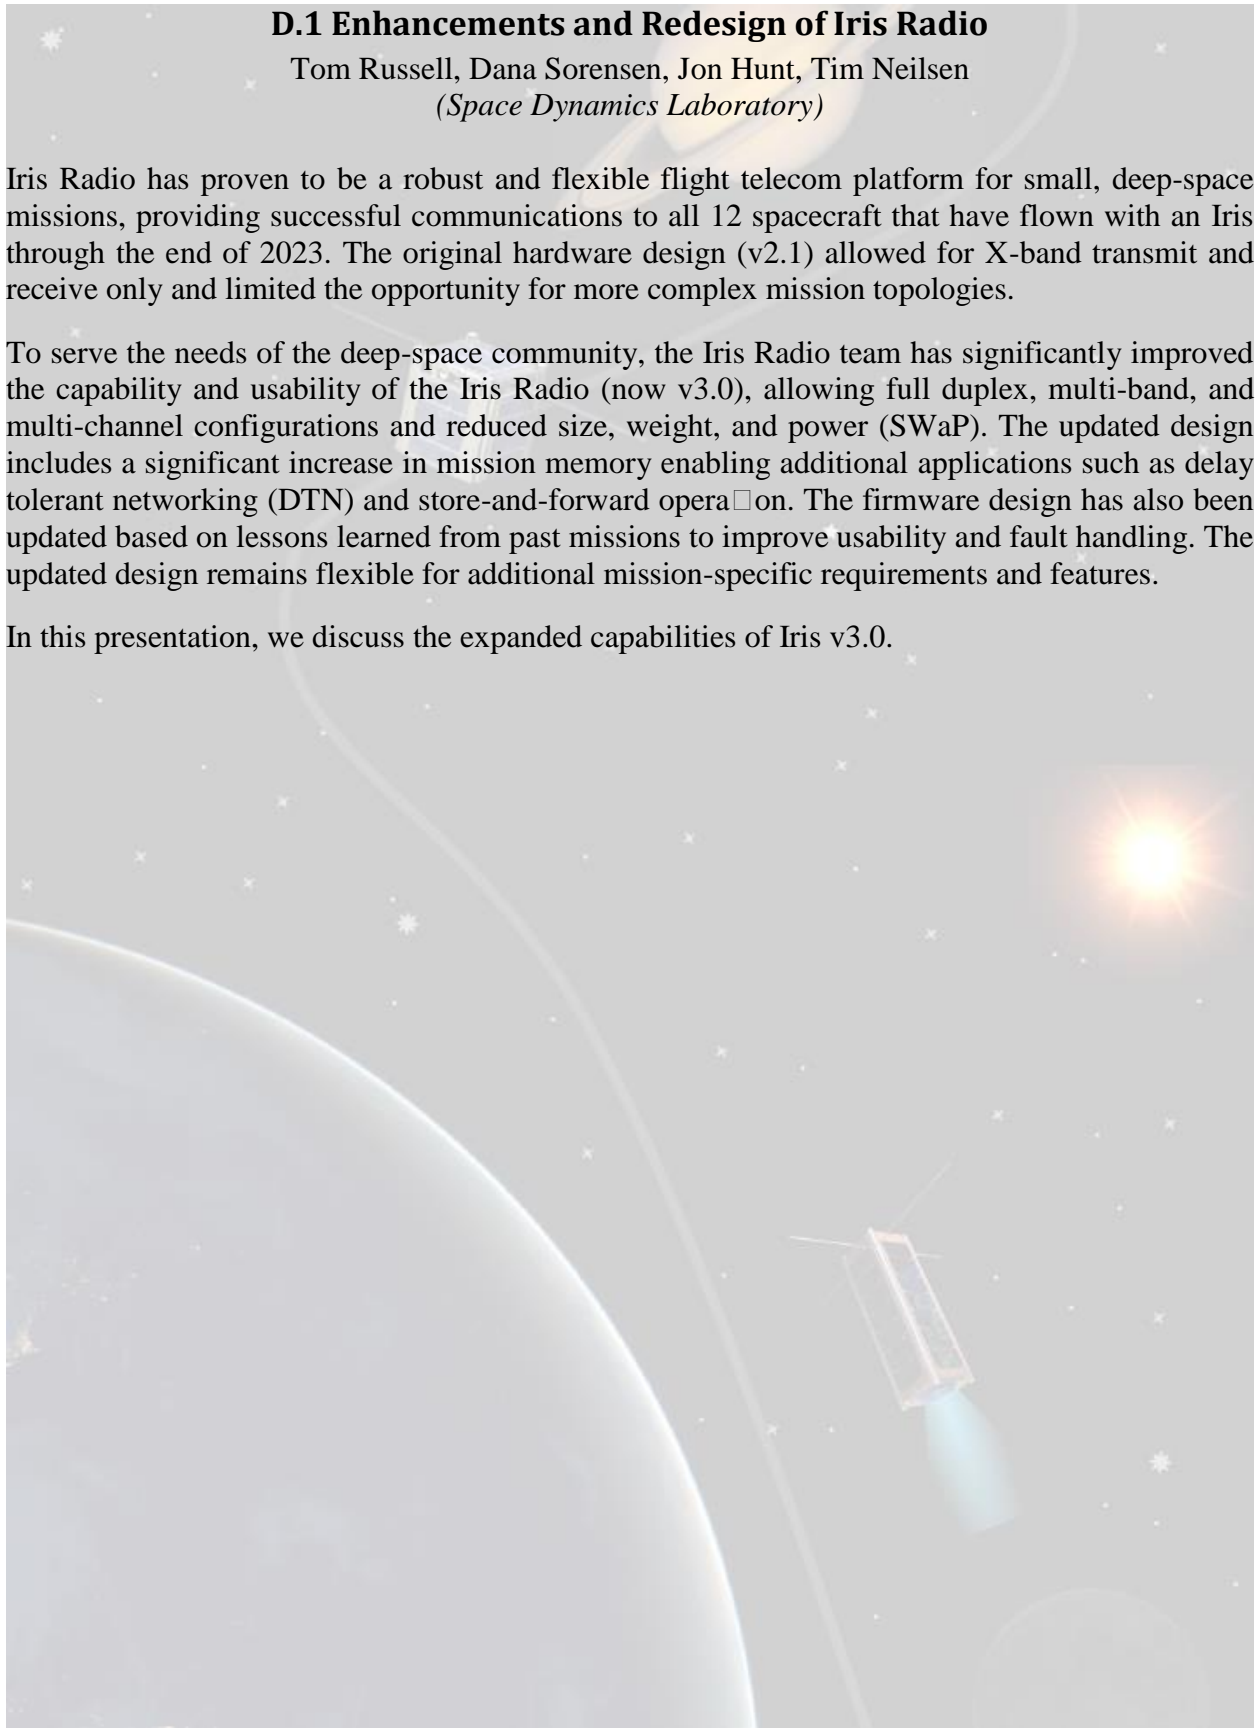 D.1 Enhancements and Redesign of Iris Radio
Tom Russell, Dana Sorensen, Jon Hunt, Tim Neilsen
(Space Dynamics Laboratory)
Iris Radio has proven to be a robust and flexible flight telecom platform for small, deep-space
missions, providing successful communications to all 12 spacecraft that have flown with an Iris
through the end of 2023. The original hardware design (v2.1) allowed for X-band transmit and
receive only and limited the opportunity for more complex mission topologies.
To serve the needs of the deep-space community, the Iris Radio team has significantly improved
the capability and usability of the Iris Radio (now v3.0), allowing full duplex, multi-band, and
multi-channel configurations and reduced size, weight, and power (SWaP). The updated design
includes a significant increase in mission memory enabling additional applications such as delay
tolerant networking (DTN) and store-and-forward opera□on. The firmware design has also been
updated based on lessons learned from past missions to improve usability and fault handling. The
updated design remains flexible for additional mission-specific requirements and features.
In this presentation, we discuss the expanded capabilities of Iris v3.0.